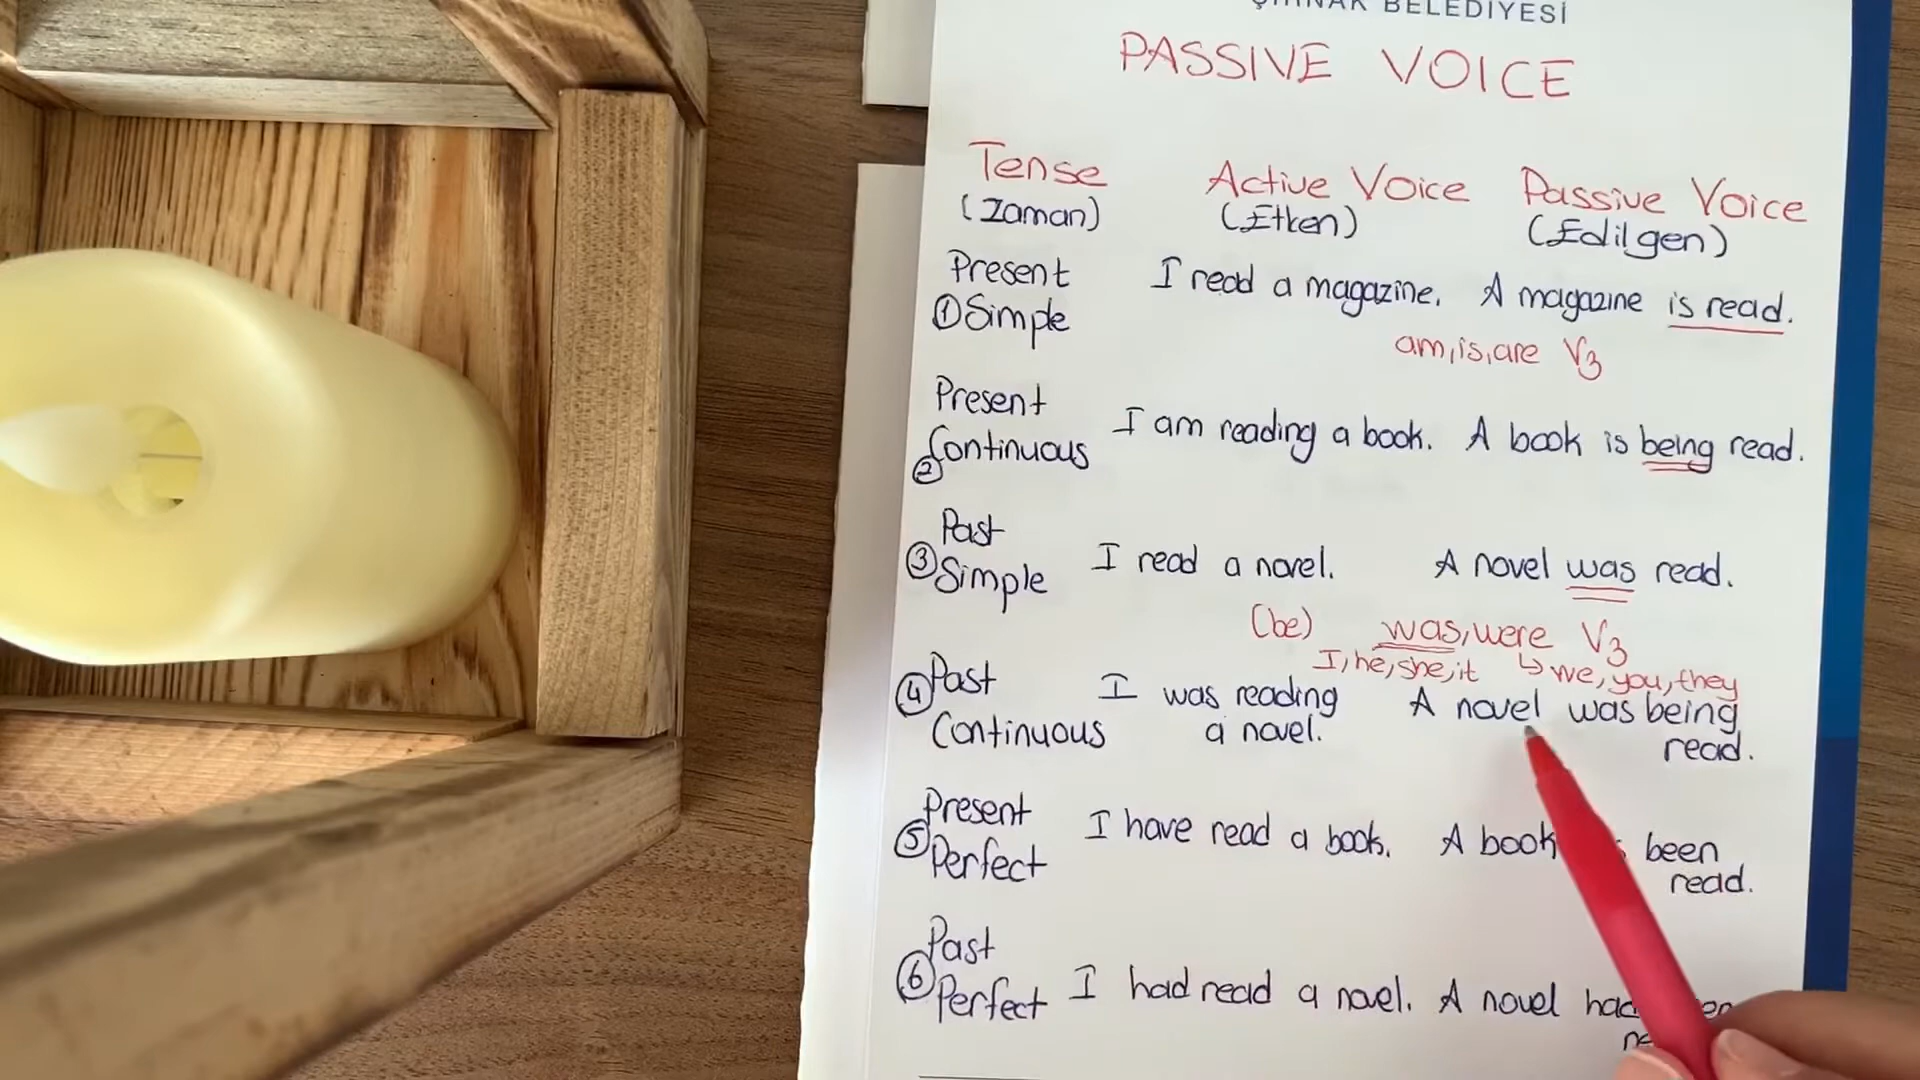 BELEDİYESİ
PASSIVE VOICE
Tense Active Voice Passive Voice
(Zaman) (Etken) (Edilgen)
Present
① Simple I read a magazine. A magazine is read.
am, is, are V3
Present
② Continuous I am reading a book. A book is being read.
Past
③ Simple I read a novel. A novel was read.
(be) was, were V3
I, he, she, it ↳ we, you, they
④ Past I was reading A novel was being
Continuous a novel. read.
Present
⑤ Perfect I have read a book. A book been
read.
Past
⑥ Perfect I had read a novel. A novel